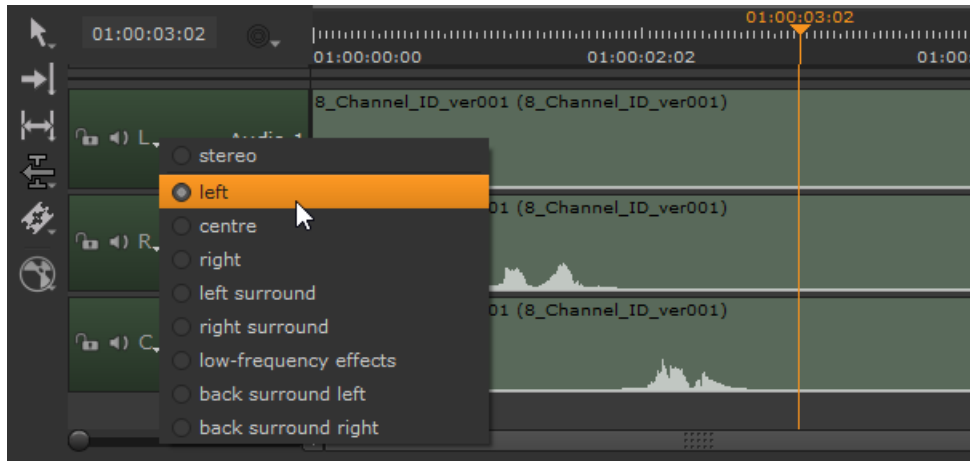 01:00:03:02
01:00:03:02
01:00:00:00 01:00:02:02 01:00
8_Channel_ID_ver001 (8_Channel_ID_ver001)
L
stereo
left
01 (8_Channel_ID_ver001)
centre
R
right
left surround
01 (8_Channel_ID_ver001)
right surround
C
low-frequency effects
back surround left
back surround right